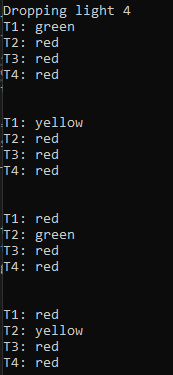 Dropping light 4
T1: green
T2: red
T3: red
T4: red
T1: yellow
T2: red
T3: red
T4: red
T1: red
T2: green
T3: red
T4: red
T1: red
T2: yellow
T3: red
T4: red